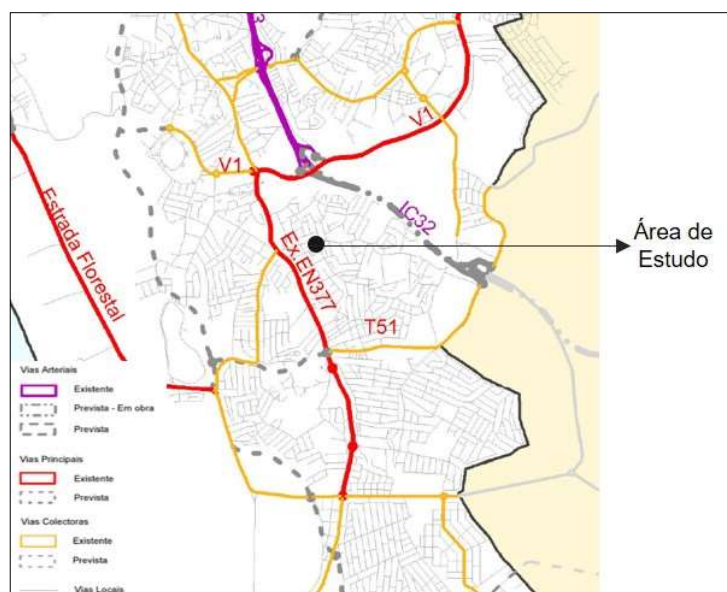 V1
V1
IC32
Área de
Estudo
Ex.EN377
Estrada Florestal
T51
Vias Arteriais
Existente
Prevista - Em obra
Prevista
Vias Principais
Existente
Prevista
Vias Colectoras
Existente
Prevista
Vias Locais